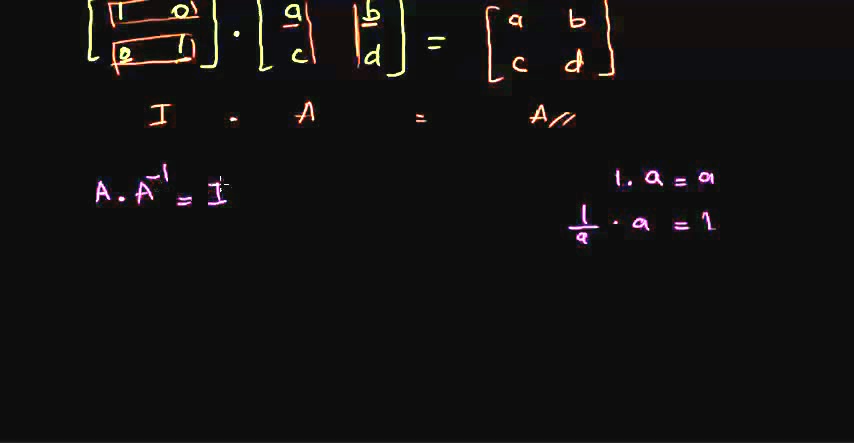 [1 0] . [a b] = [a b]
[0 1] [c d] [c d]
I . A = A //
A . A⁻¹ = I
1 . a = a
1/a . a = 1